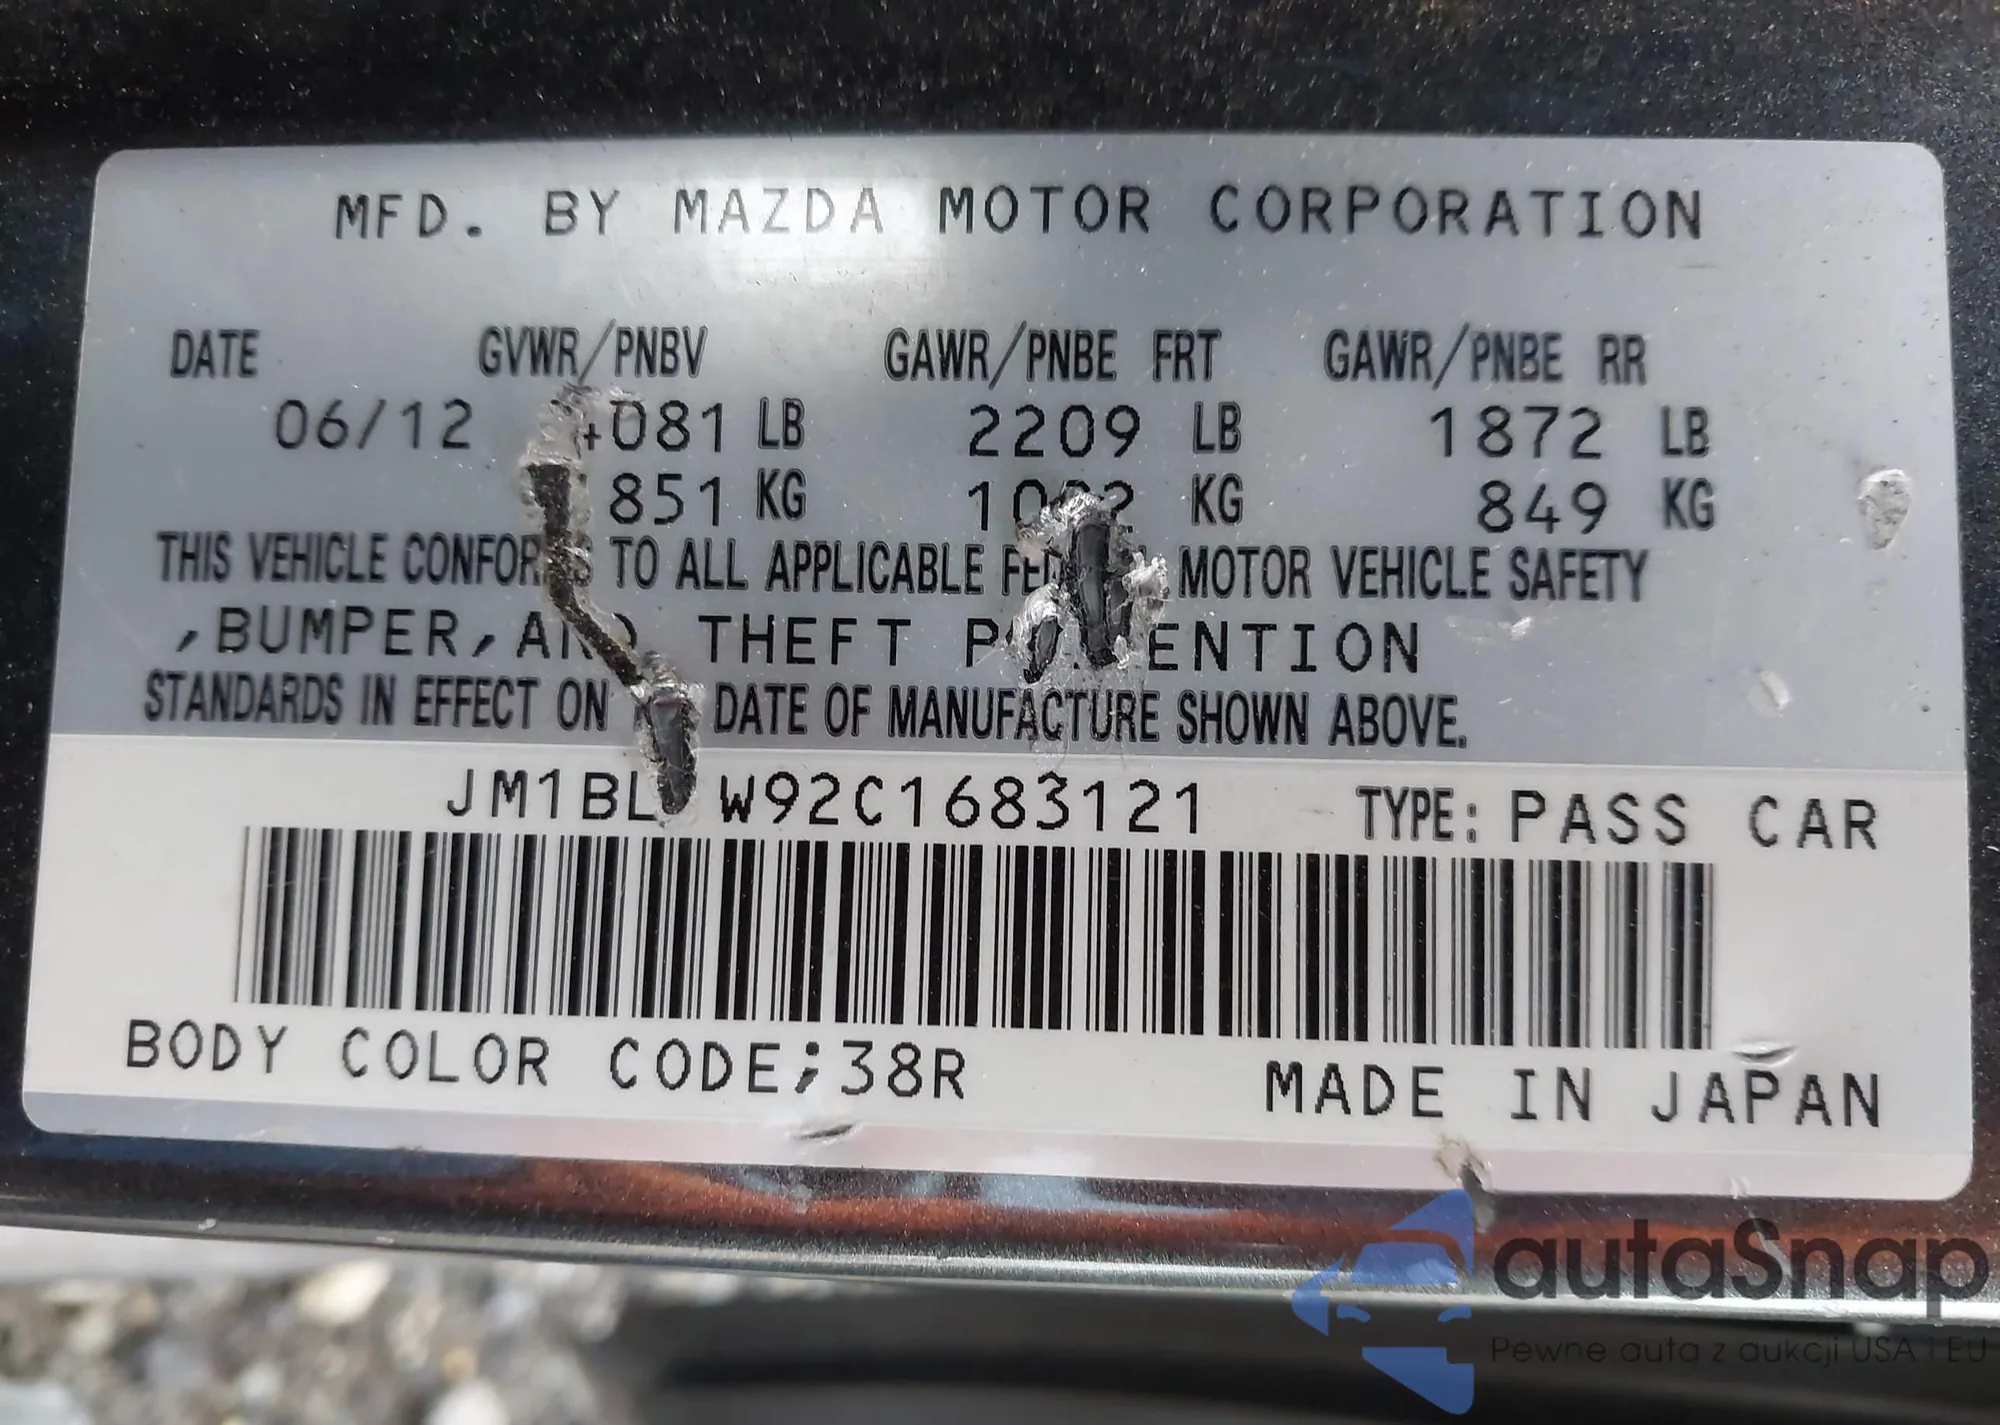 MFD. BY MAZDA MOTOR CORPORATION
DATE GVWR/PNBV GAWR/PNBE FRT GAWR/PNBE RR
06/12 LB 2209 LB 1872 LB
KG KG 849 KG
THIS VEHICLE TO ALL APPLICABLE MOTOR VEHICLE SAFETY
,BUMPER, THEFT
STANDARDS IN EFFECT ON DATE OF MANUFACTURE SHOWN ABOVE.
TYPE: PASS CAR
BODY COLOR CODE;38R MADE IN JAPAN
autaSnap
Pewne auta z aukcji USA i EU